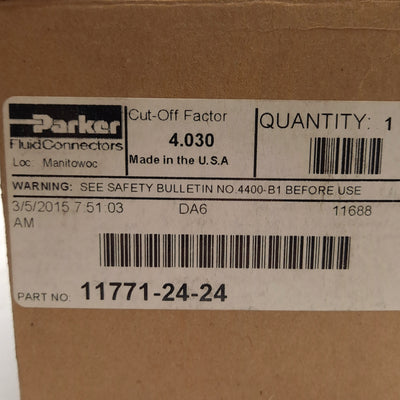 Parker
FluidConnectors
Loc: Manitowoc
Cut-Off Factor
4.030
Made in the U.S.A
QUANTITY: 1
WARNING: SEE SAFETY BULLETIN NO.4400-B1 BEFORE USE
3/5/2015 7:51:03 AM
DA6
11688
PART NO: 11771-24-24